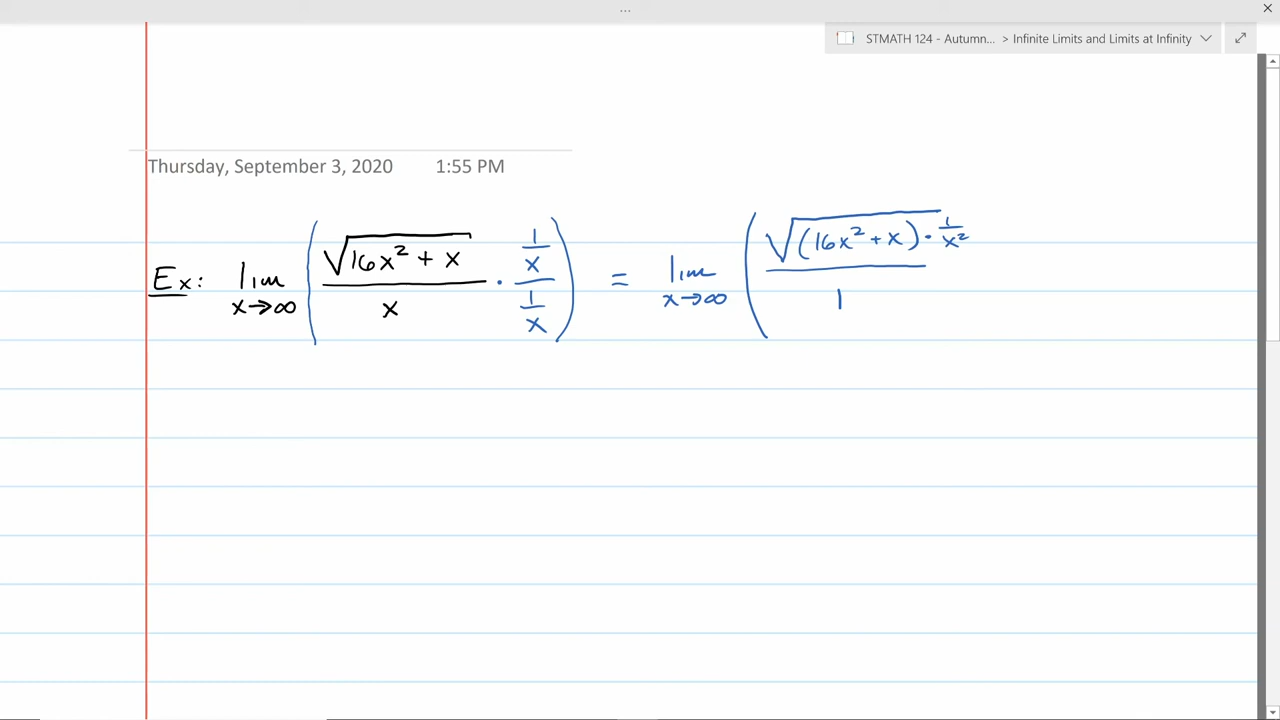 ...
STMATH 124 - Autumn... > Infinite Limits and Limits at Infinity
Thursday, September 3, 2020 1:55 PM
Ex: lim x→∞ ( √(16x² + x) / x · (1/x) / (1/x) ) = lim x→∞ ( √((16x² + x) · 1/x²) / 1